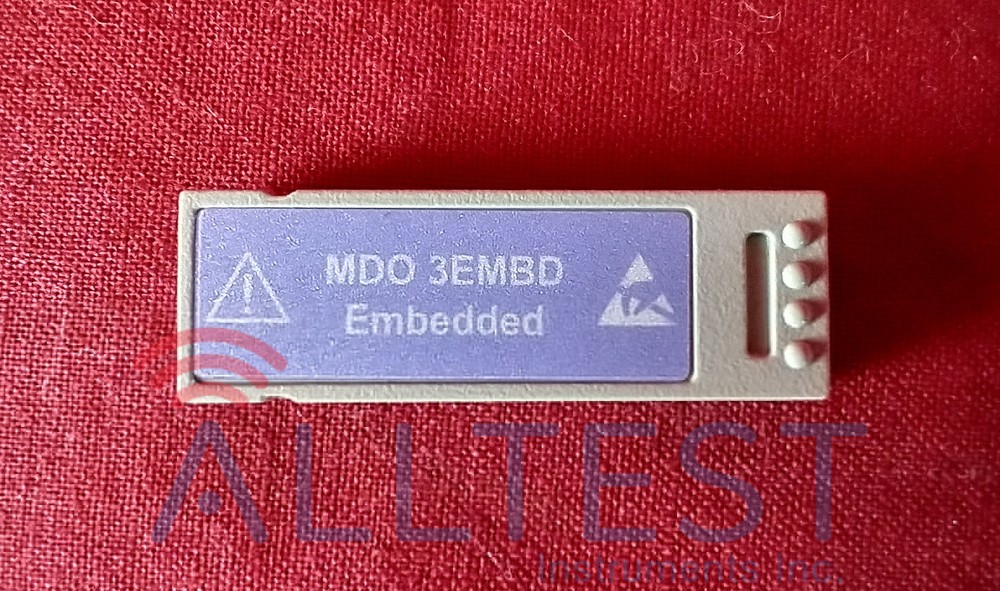 MDO 3EMBD
Embedded
ALLTEST
Instruments Inc.